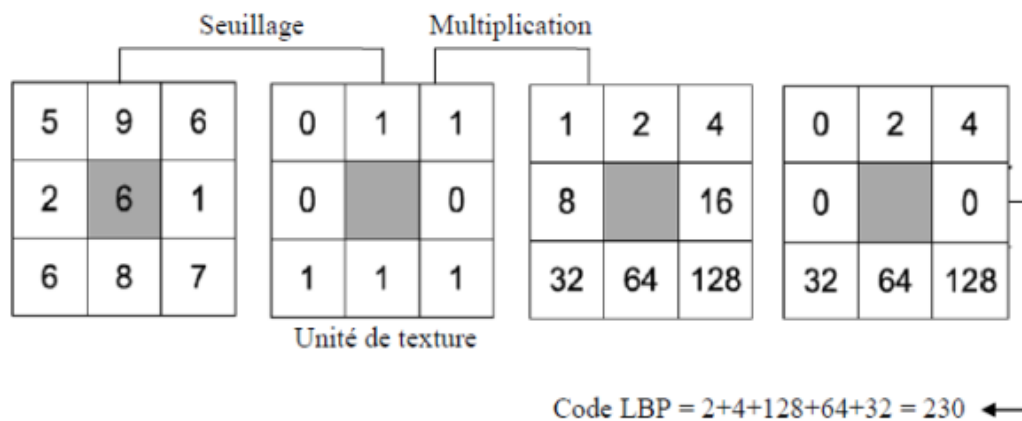 Seuillage Multiplication
5 9 6 0 1 1 1 2 4 0 2 4
2 6 1 0 0 8 16 0 0
6 8 7 1 1 1 32 64 128 32 64 128
Unité de texture
Code LBP = 2+4+128+64+32 = 230